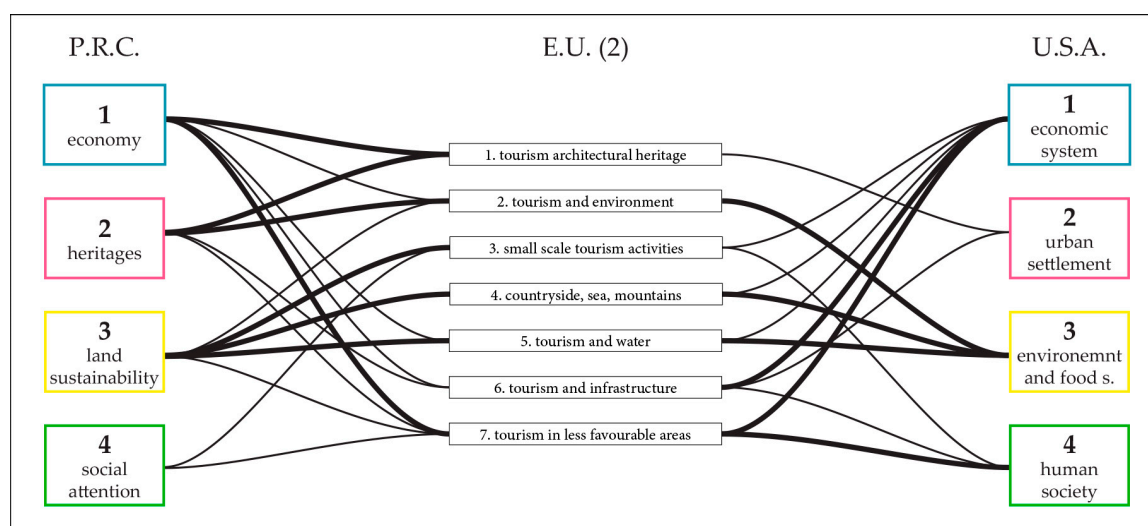 P.R.C.
E.U. (2)
U.S.A.
1
economy
2
heritages
3
land
sustainability
4
social
attention
1. tourism architectural heritage
2. tourism and environment
3. small scale tourism activities
4. countryside, sea, mountains
5. tourism and water
6. tourism and infrastructure
7. tourism in less favourable areas
1
economic
system
2
urban
settlement
3
environemnt
and food s.
4
human
society